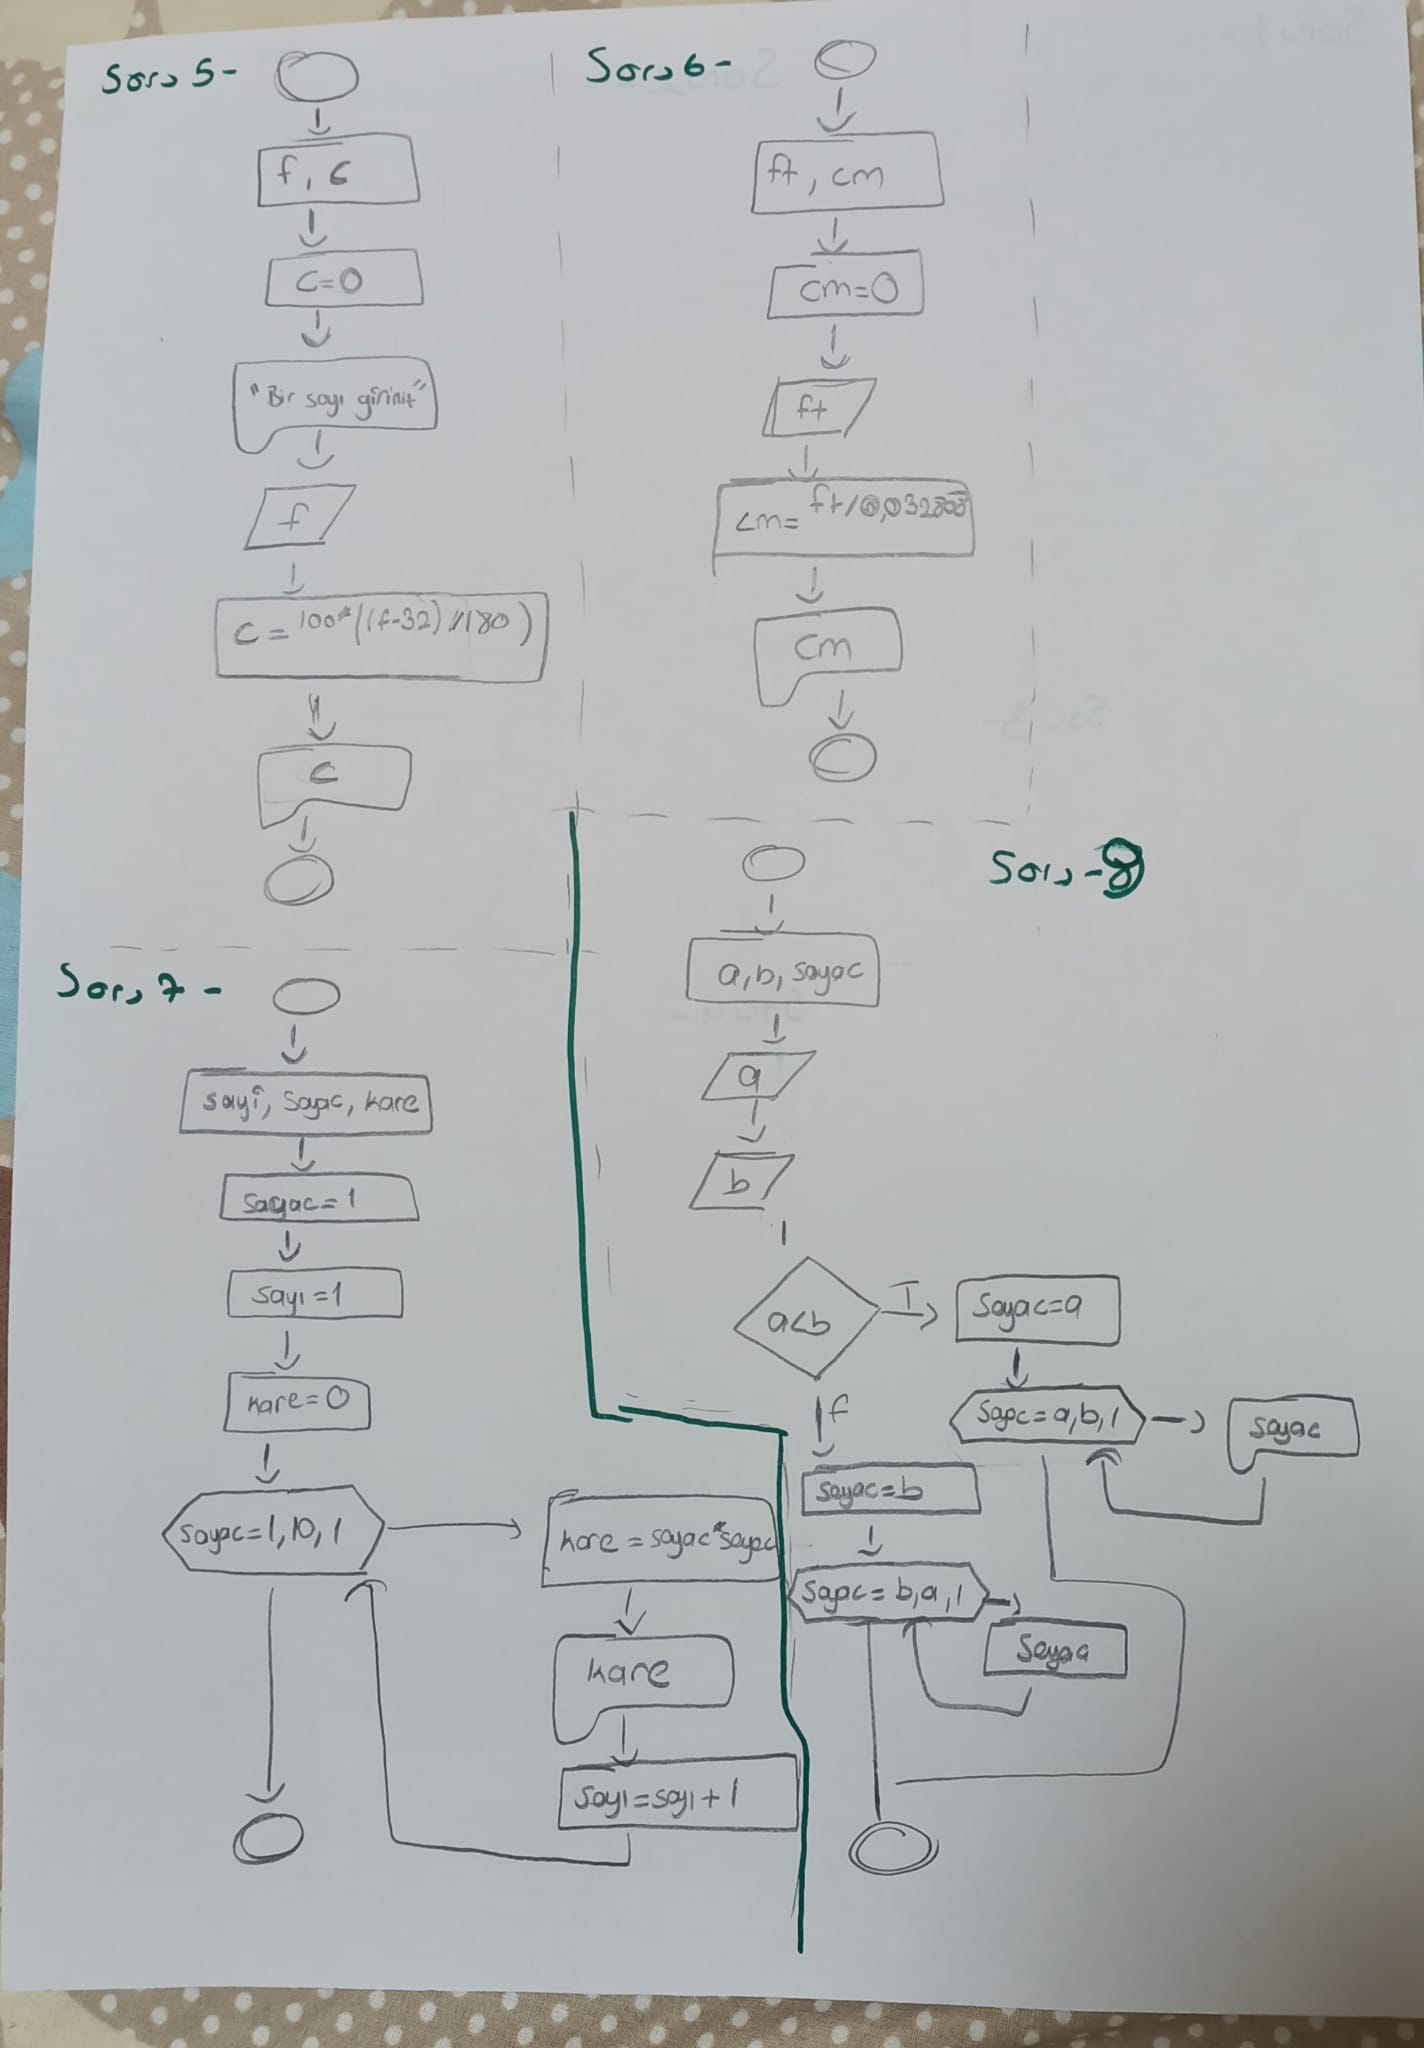 Soru 5-
f, c
c=0
"Bir sayı giriniz"
f
c = 100*((f-32)/180)
c
Soru 6-
ft, cm
cm=0
ft
cm= ft/0,032808
cm
Soru 7-
sayi, sayac, kare
sayac=1
sayı=1
kare=0
sayac=1,10,1
kare = sayac*sayac
kare
sayı=sayı+1
Soru -8
a, b, sayac
a
b
a<b
T
sayac=a
sayac=a,b,1
sayac
f
sayac=b
sayac= b,a,1
sayac